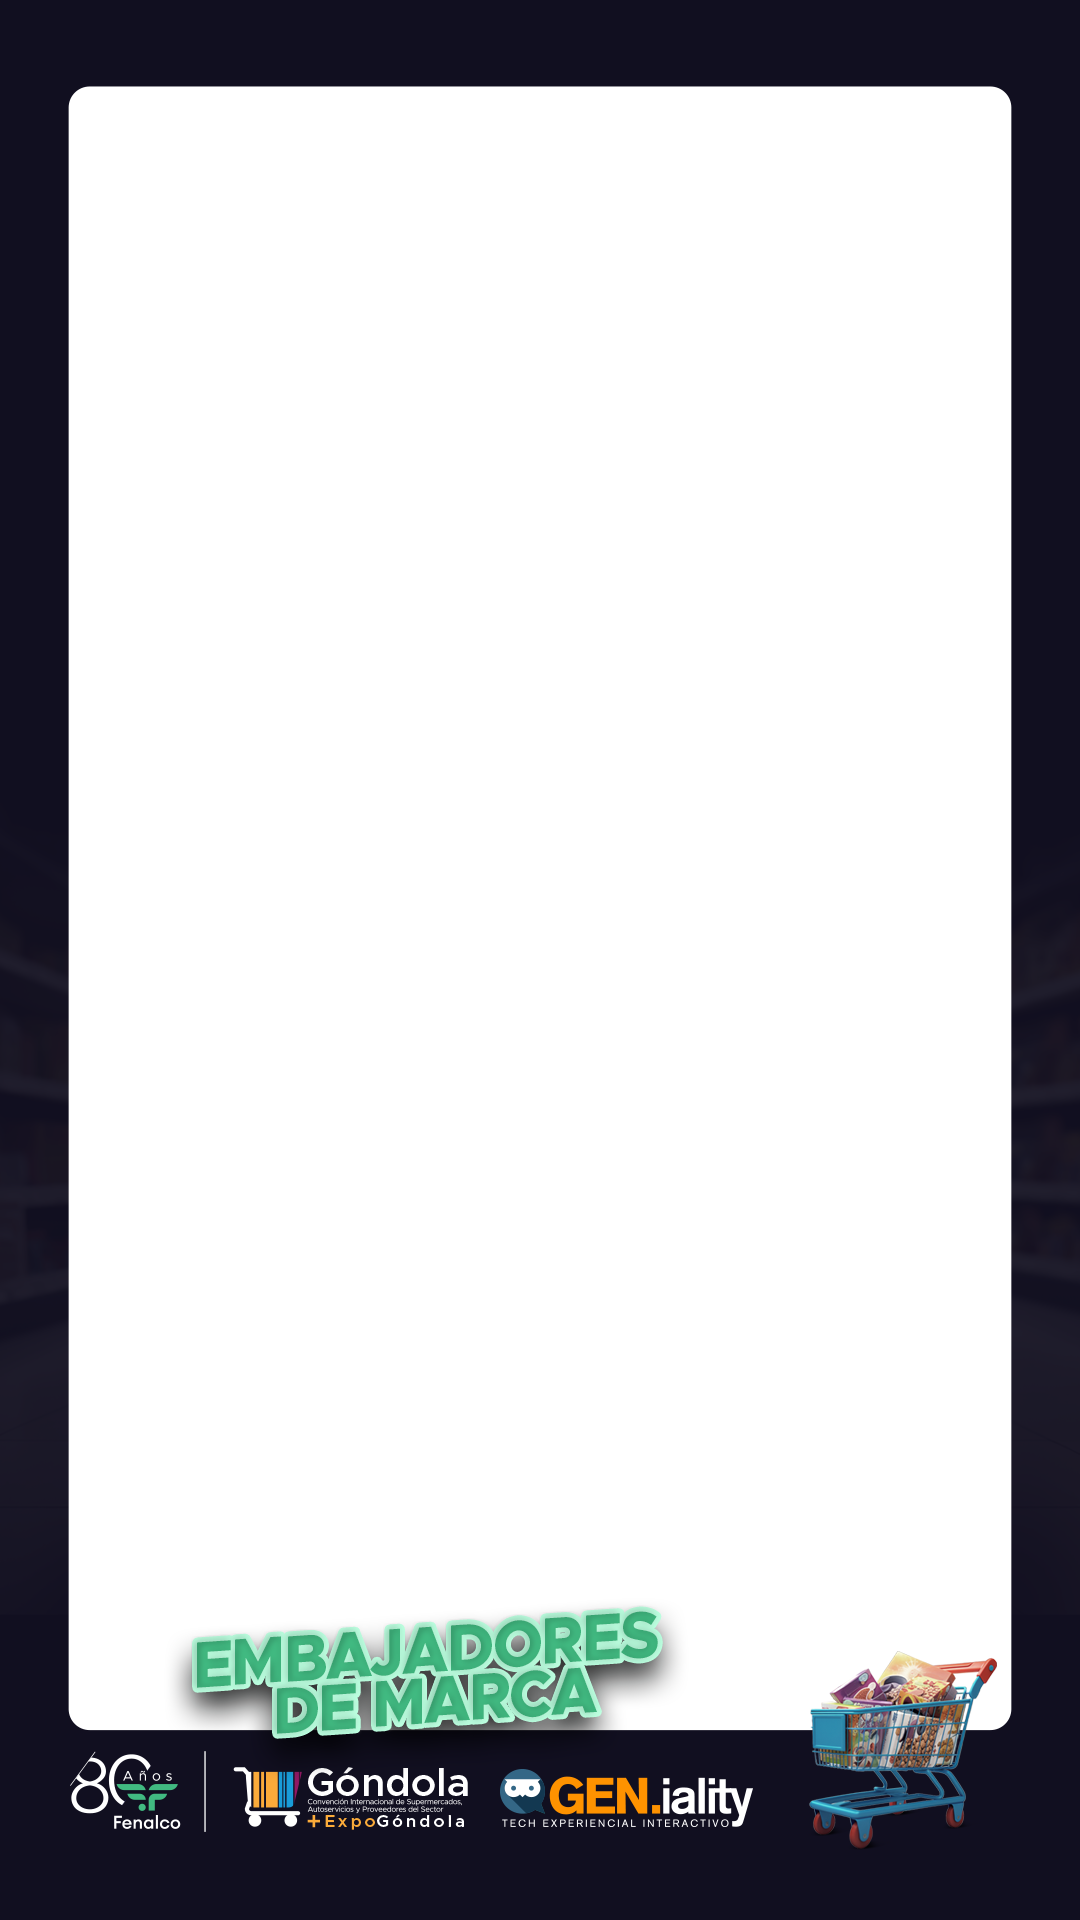 EMBAJADORES
DE MARCA
80 Años
Fenalco
Góndola
Convención Internacional de Supermercados,
Autoservicios y Proveedores del Sector
+ExpoGóndola
GEN.iality
TECH EXPERIENCIAL INTERACTIVO